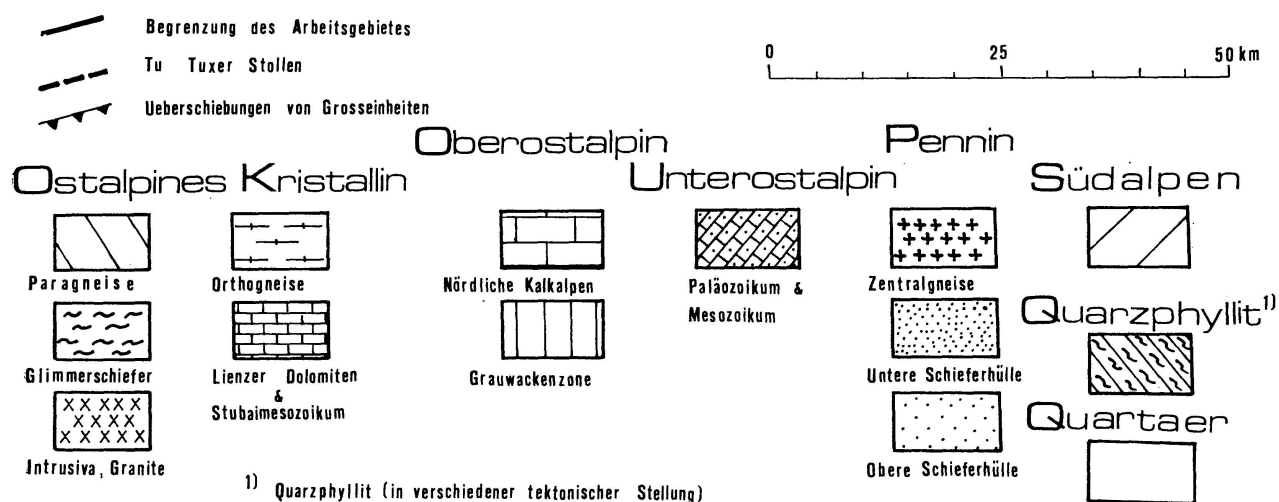 Begrenzung des Arbeitsgebietes
Tu Tuxer Stollen
Ueberschiebungen von Grosseinheiten
0 25 50 km
Oberostalpin Pennin
Ostalpines Kristallin Unterostalpin Südalpen
Paragneise Orthogneise Nördliche Kalkalpen Paläozoikum & Zentralgneise
Mesozoikum
Quarzphyllit 1)
Glimmerschiefer Lienzer Dolomiten Grauwackenzone Untere Schieferhülle
&
Stubaimesozoikum
Quartaer
Intrusiva, Granite Obere Schieferhülle
1) Quarzphyllit (in verschiedener tektonischer Stellung)